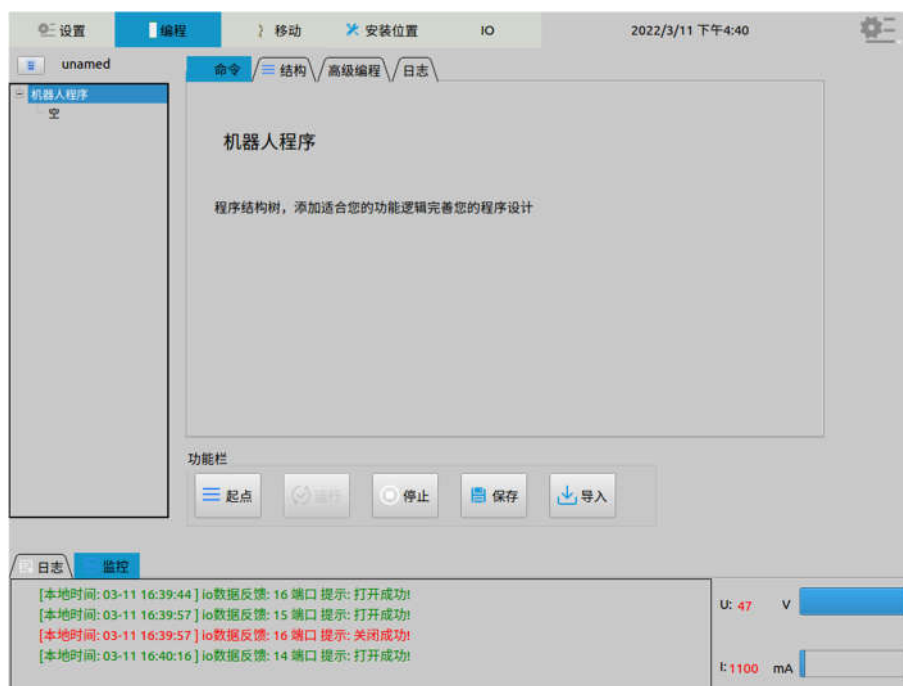 设置 编程 移动 安装位置 IO 2022/3/11 下午4:40
unamed 命令 结构 高级编程 日志
机器人程序
空
机器人程序
程序结构树，添加适合您的功能逻辑完善您的程序设计
功能栏
起点 运行 停止 保存 导入
日志 监控
[本地时间: 03-11 16:39:44 ] io数据反馈: 16 端口 提示: 打开成功!
[本地时间: 03-11 16:39:57 ] io数据反馈: 15 端口 提示: 打开成功!
[本地时间: 03-11 16:39:57 ] io数据反馈: 16 端口 提示: 关闭成功!
[本地时间: 03-11 16:40:16 ] io数据反馈: 14 端口 提示: 打开成功!
U: 47 V
I: 1100 mA